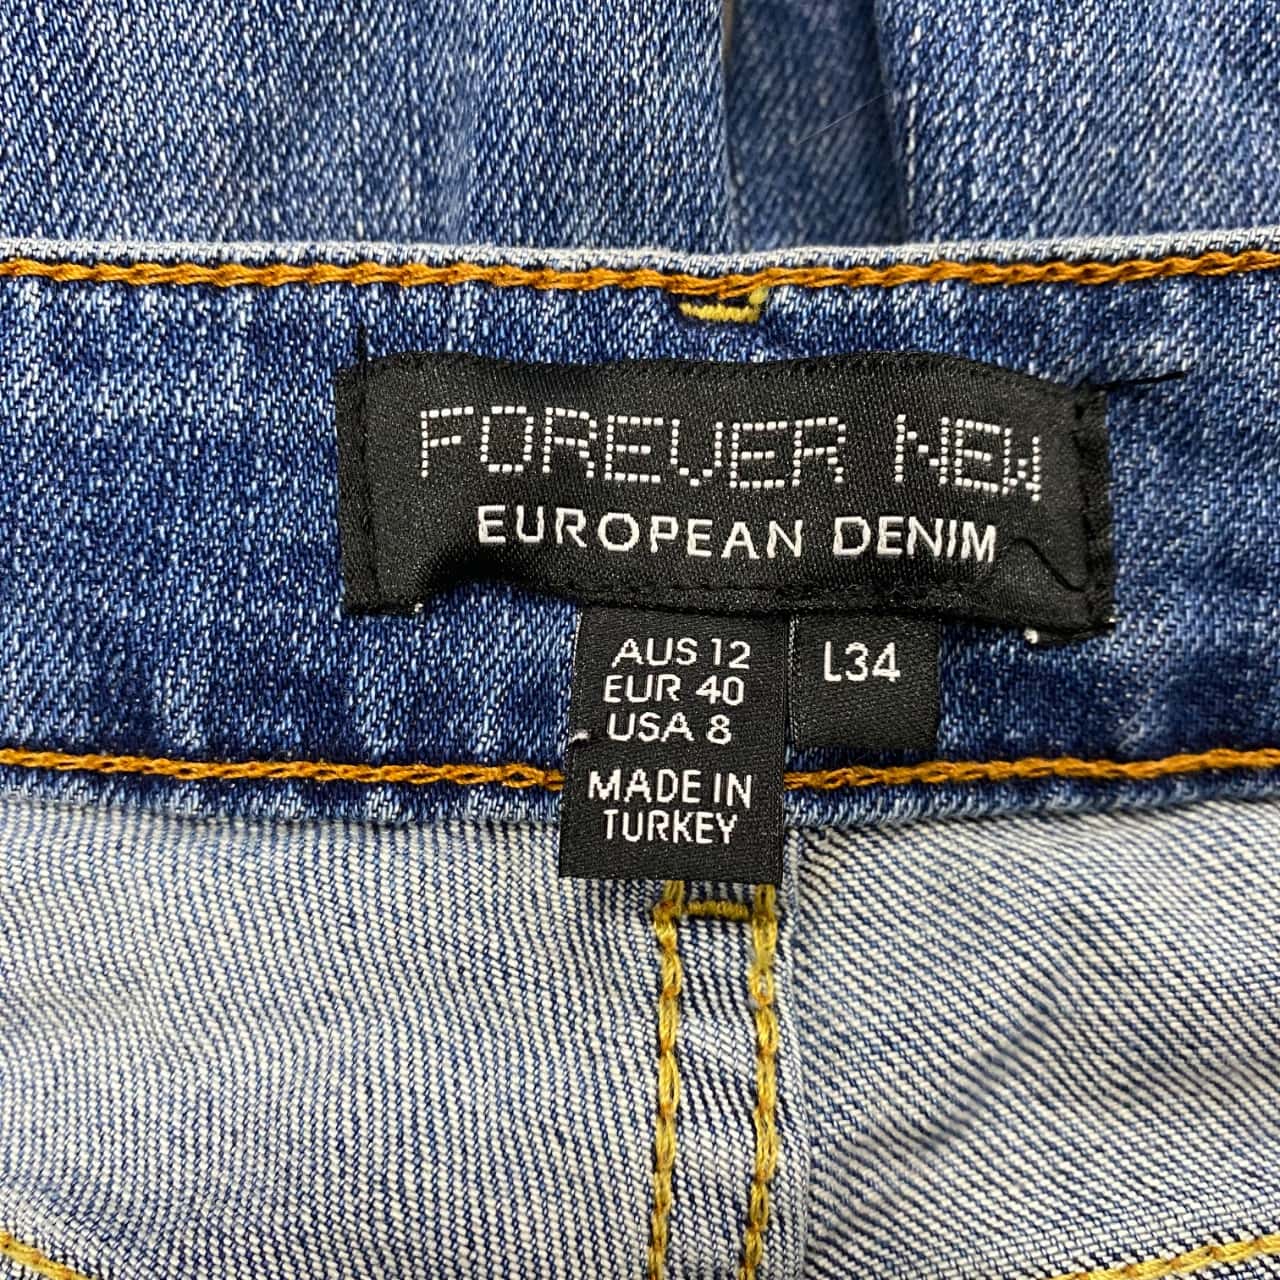 FOREVER NEW
EUROPEAN DENIM
AUS 12
EUR 40
USA 8
MADE IN
TURKEY
L34